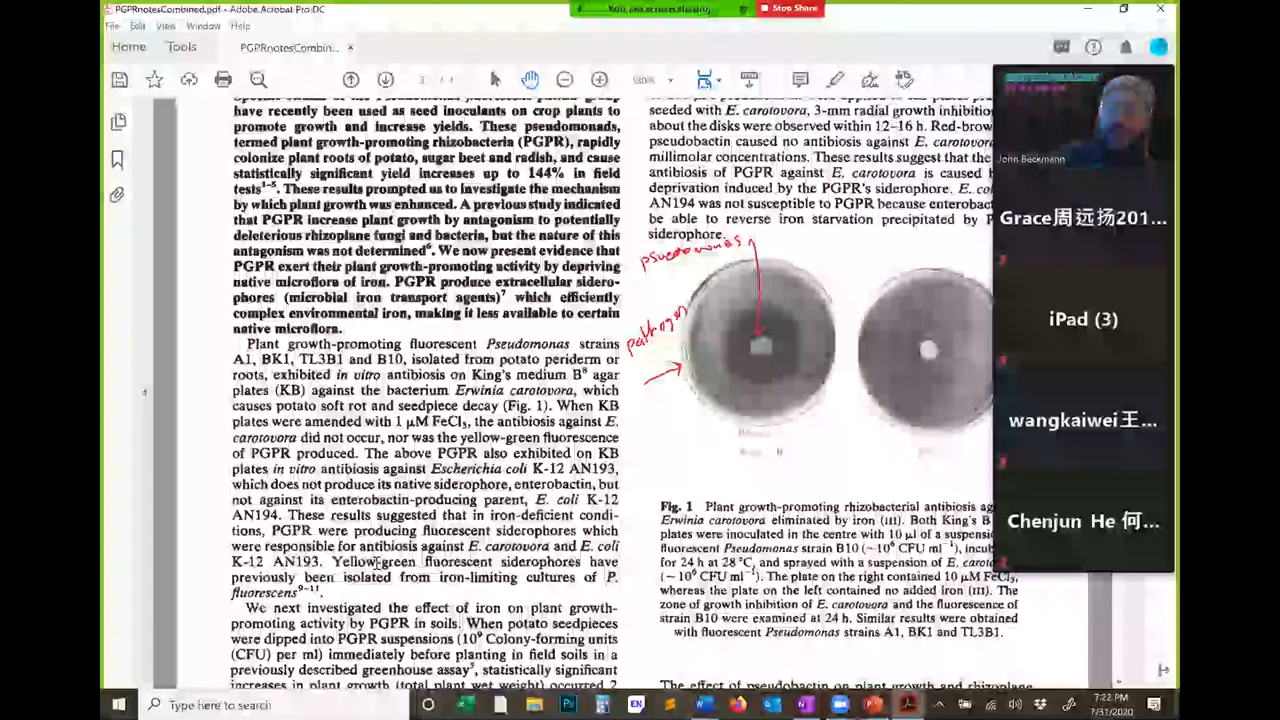 PGPRnotesCombined.pdf - Adobe Acrobat Pro DC
Stop Share
File Edit View Window Help
Home Tools PGPRnotesCombin... ×
3 / 4
have recently been used as seed inoculants on crop plants to
promote growth and increase yields. These pseudomonads,
termed plant growth-promoting rhizobacteria (PGPR), rapidly
colonize plant roots of potato, sugar beet and radish, and cause
statistically significant yield increases up to 144% in field
tests¹⁻⁵. These results prompted us to investigate the mechanism
by which plant growth was enhanced. A previous study indicated
that PGPR increase plant growth by antagonism to potentially
deleterious rhizoplane fungi and bacteria, but the nature of this
antagonism was not determined⁶. We now present evidence that
PGPR exert their plant growth-promoting activity by depriving
native microflora of iron. PGPR produce extracellular sidero-
phores (microbial iron transport agents)⁷ which efficiently
complex environmental iron, making it less available to certain
native microflora.
Plant growth-promoting fluorescent Pseudomonas strains
A1, BK1, TL3B1 and B10, isolated from potato periderm or
roots, exhibited in vitro antibiosis on King's medium B⁸ agar
plates (KB) against the bacterium Erwinia carotovora, which
causes potato soft rot and seedpiece decay (Fig. 1). When KB
plates were amended with 1 μM FeCl₃, the antibiosis against E.
carotovora did not occur, nor was the yellow-green fluorescence
of PGPR produced. The above PGPR also exhibited on KB
plates in vitro antibiosis against Escherichia coli K-12 AN193,
which does not produce its native siderophore, enterobactin, but
not against its enterobactin-producing parent, E. coli K-12
AN194. These results suggested that in iron-deficient condi-
tions, PGPR were producing fluorescent siderophores which
were responsible for antibiosis against E. carotovora and E. coli
K-12 AN193. Yellow-green fluorescent siderophores have
previously been isolated from iron-limiting cultures of P.
fluorescens⁹⁻¹¹.
We next investigated the effect of iron on plant growth-
promoting activity by PGPR in soils. When potato seedpieces
were dipped into PGPR suspensions (10⁹ Colony-forming units
(CFU) per ml) immediately before planting in field soils in a
previously described greenhouse assay⁵, statistically significant
increases in plant growth (total plant wet weight) occurred 2
seeded with E. carotovora, 3-mm radial growth inhibitio
about the disks were observed within 12–16 h. Red-brow
pseudobactin caused no antibiosis against E. carotovora
millimolar concentrations. These results suggest that the
antibiosis of PGPR against E. carotovora is caused
deprivation induced by the PGPR's siderophore. E. co
AN194 was not susceptible to PGPR because enterobac
be able to reverse iron starvation precipitated by P
siderophore.
psuedomonas
pathogen
Fig. 1 Plant growth-promoting rhizobacterial antibiosis ag
Erwinia carotovora eliminated by iron (III). Both King's B
plates were inoculated in the centre with 10 μl of a suspens
fluorescent Pseudomonas strain B10 (~10⁶ CFU ml⁻¹), incub
for 24 h at 28 °C, and sprayed with a suspension of E. carot
(~10⁶ CFU ml⁻¹). The plate on the right contained 10 μM FeCl₃,
whereas the plate on the left contained no added iron (III). The
zone of growth inhibition of E. carotovora and the fluorescence of
strain B10 were examined at 24 h. Similar results were obtained
with fluorescent Pseudomonas strains A1, BK1 and TL3B1.
The effect of pseudobactin on plant growth and rhizoplane
John Beckmann
Grace周远扬201...
iPad (3)
wangkaiwei王...
Chenjun He 何...
Type here to search
EN
7:22 PM
7/31/2020